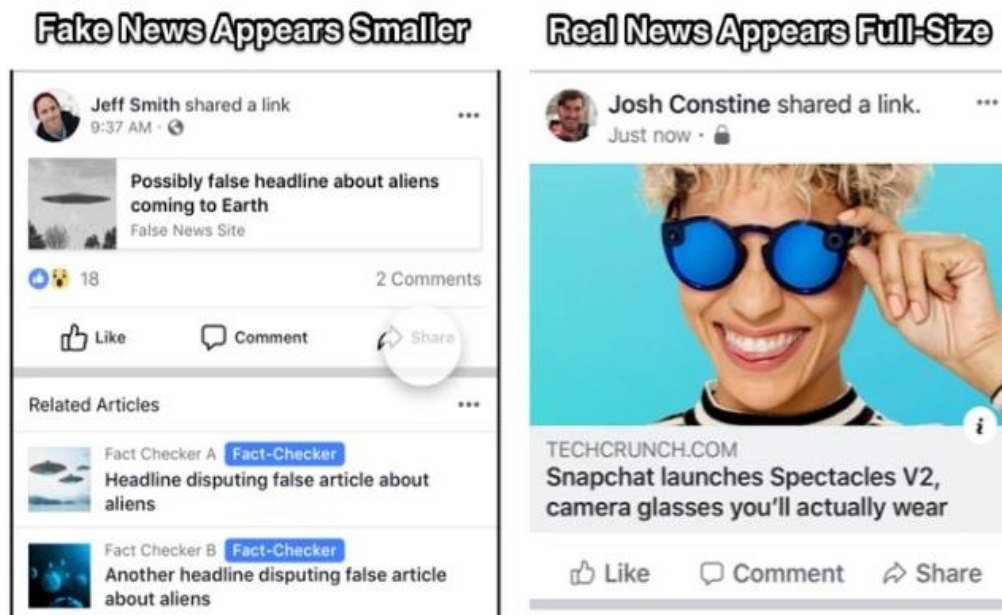 Fake News Appears Smaller
Jeff Smith shared a link
9:37 AM ·
Possibly false headline about aliens
coming to Earth
False News Site
18
2 Comments
Like
Comment
Share
Related Articles
Fact Checker A Fact-Checker
Headline disputing false article about
aliens
Fact Checker B Fact-Checker
Another headline disputing false article
about aliens
Real News Appears Full-Size
Josh Constine shared a link.
Just now ·
i
TECHCRUNCH.COM
Snapchat launches Spectacles V2,
camera glasses you'll actually wear
Like
Comment
Share